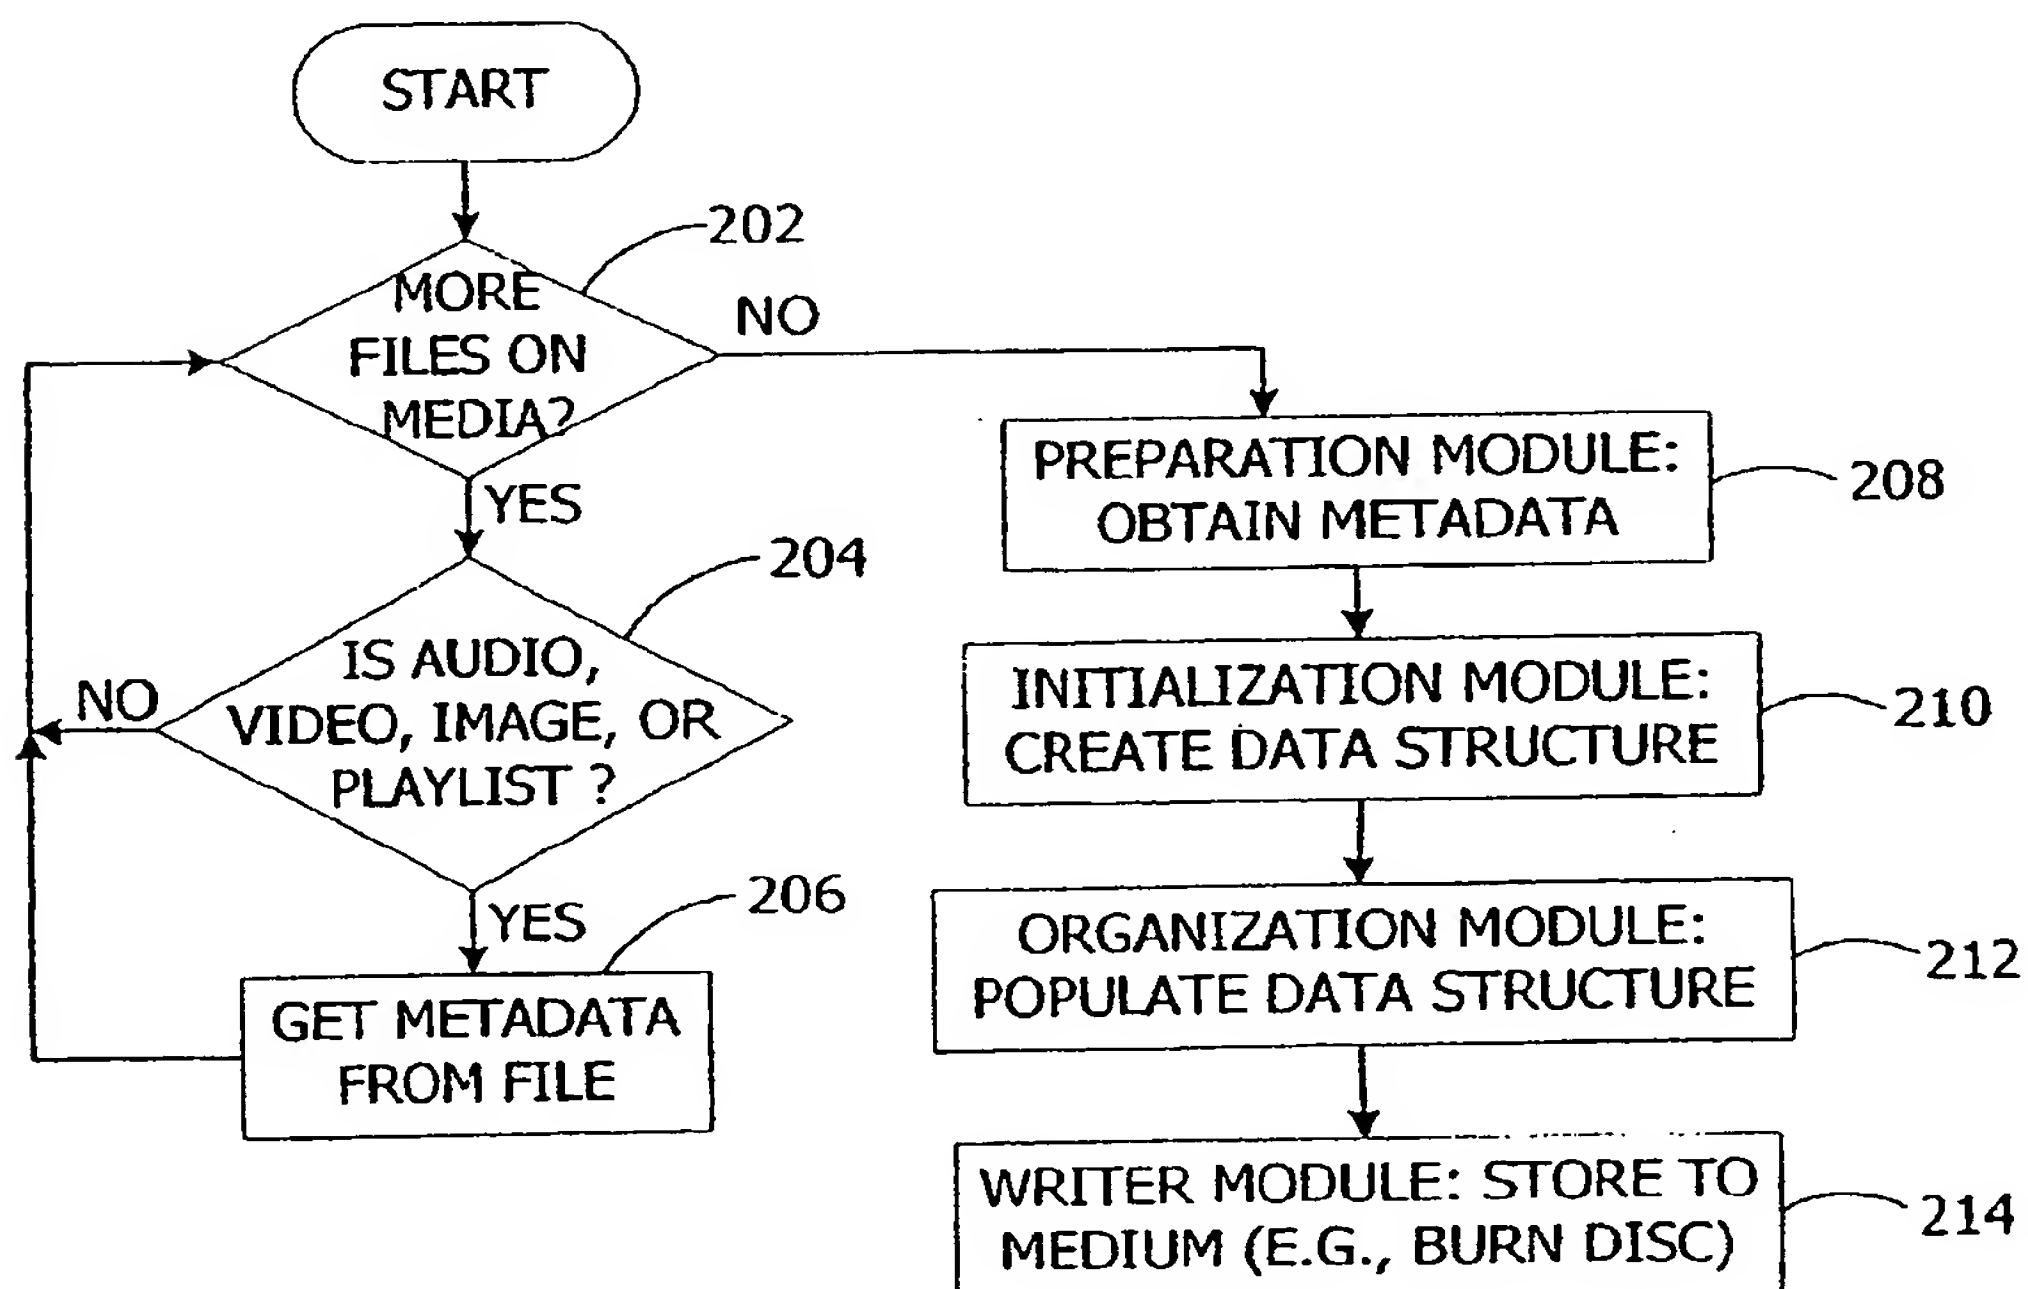 START
202
MORE
FILES ON
MEDIA?
NO
YES
204
IS AUDIO,
VIDEO, IMAGE, OR
PLAYLIST ?
NO
YES
206
GET METADATA
FROM FILE
PREPARATION MODULE:
OBTAIN METADATA
208
INITIALIZATION MODULE:
CREATE DATA STRUCTURE
210
ORGANIZATION MODULE:
POPULATE DATA STRUCTURE
212
WRITER MODULE: STORE TO
MEDIUM (E.G., BURN DISC)
214